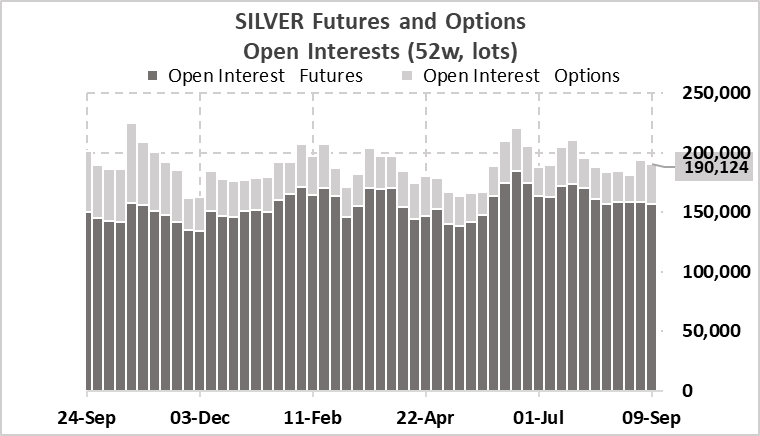 SILVER Futures and Options
Open Interests (52w, lots)
Open Interest Futures Open Interest Options
250,000
200,000
190,124
150,000
100,000
50,000
0
24-Sep 03-Dec 11-Feb 22-Apr 01-Jul 09-Sep